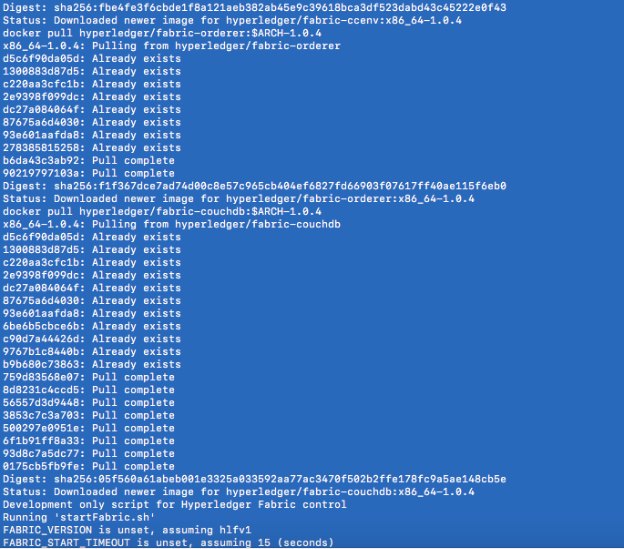 Digest: sha256:fbe4fe3f6cbde1f8a121aeb382ab45e9c39618bca3df523dabd43c45222e0f43
Status: Downloaded newer image for hyperledger/fabric-ccenv:x86_64-1.0.4
docker pull hyperledger/fabric-orderer:$ARCH-1.0.4
x86_64-1.0.4: Pulling from hyperledger/fabric-orderer
d5c6f90da05d: Already exists
1300883d87d5: Already exists
c220aa3cfc1b: Already exists
2e9398f099dc: Already exists
dc27a084064f: Already exists
87675a6d4030: Already exists
93e601aafda8: Already exists
278385815258: Already exists
b6da43c3ab92: Pull complete
90219797103a: Pull complete
Digest: sha256:f1f367dce7ad74d00c8e57c965cb404ef6827fd66903f07617ff40ae115f6eb0
Status: Downloaded newer image for hyperledger/fabric-orderer:x86_64-1.0.4
docker pull hyperledger/fabric-couchdb:$ARCH-1.0.4
x86_64-1.0.4: Pulling from hyperledger/fabric-couchdb
d5c6f90da05d: Already exists
1300883d87d5: Already exists
c220aa3cfc1b: Already exists
2e9398f099dc: Already exists
dc27a084064f: Already exists
87675a6d4030: Already exists
93e601aafda8: Already exists
6be6b5cbce6b: Already exists
c90d7a44426d: Already exists
9767b1c8440b: Already exists
b9b680c73863: Already exists
759d83568e07: Pull complete
8d8231c4ccd5: Pull complete
56557d3d9448: Pull complete
3853c7c3a703: Pull complete
500297e0951e: Pull complete
6f1b91ff8a33: Pull complete
93d8c7a5dc77: Pull complete
0175cb5fb9fe: Pull complete
Digest: sha256:05f560a61abeb001e3325a033592aa77ac3470f502b2ffe178fc9a5ae148cb5e
Status: Downloaded newer image for hyperledger/fabric-couchdb:x86_64-1.0.4
Development only script for Hyperledger Fabric control
Running 'startFabric.sh'
FABRIC_VERSION is unset, assuming hlfv1
FABRIC_START_TIMEOUT is unset, assuming 15 (seconds)